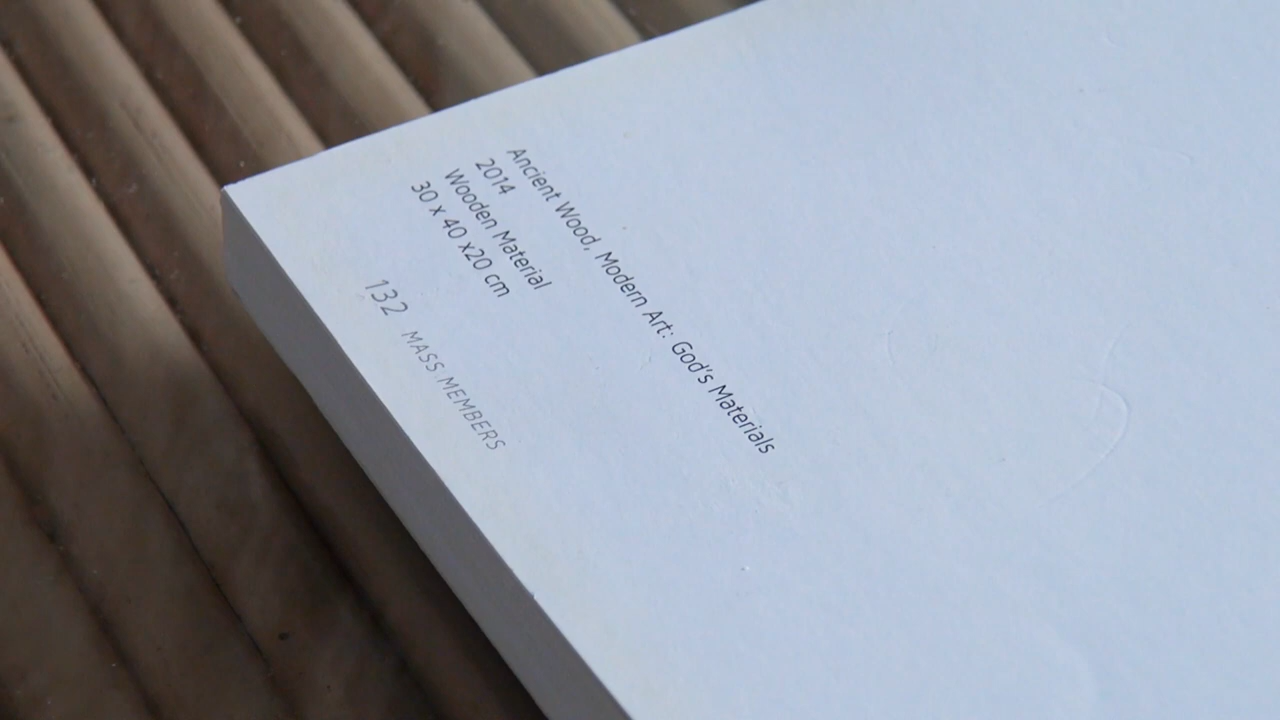 Ancient Wood, Modern Art: God's Materials
2014
Wooden Material
30 x 40 x20 cm
132 MASS MEMBERS